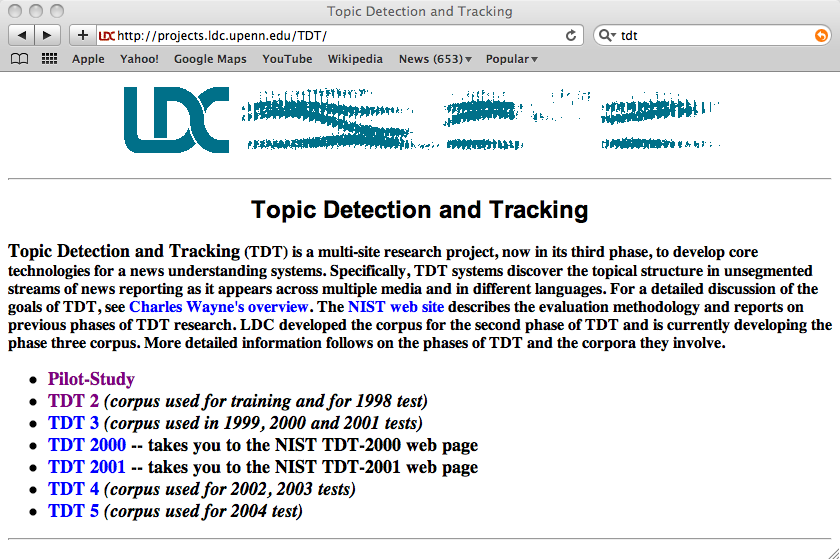 Topic Detection and Tracking
LDC http://projects.ldc.upenn.edu/TDT/
tdt
Apple Yahoo! Google Maps YouTube Wikipedia News (653) Popular
LDC
Topic Detection and Tracking
Topic Detection and Tracking (TDT) is a multi-site research project, now in its third phase, to develop core
technologies for a news understanding systems. Specifically, TDT systems discover the topical structure in unsegmented
streams of news reporting as it appears across multiple media and in different languages. For a detailed discussion of the
goals of TDT, see Charles Wayne's overview. The NIST web site describes the evaluation methodology and reports on
previous phases of TDT research. LDC developed the corpus for the second phase of TDT and is currently developing the
phase three corpus. More detailed information follows on the phases of TDT and the corpora they involve.
• Pilot-Study
• TDT 2 (corpus used for training and for 1998 test)
• TDT 3 (corpus used in 1999, 2000 and 2001 tests)
• TDT 2000 -- takes you to the NIST TDT-2000 web page
• TDT 2001 -- takes you to the NIST TDT-2001 web page
• TDT 4 (corpus used for 2002, 2003 tests)
• TDT 5 (corpus used for 2004 test)